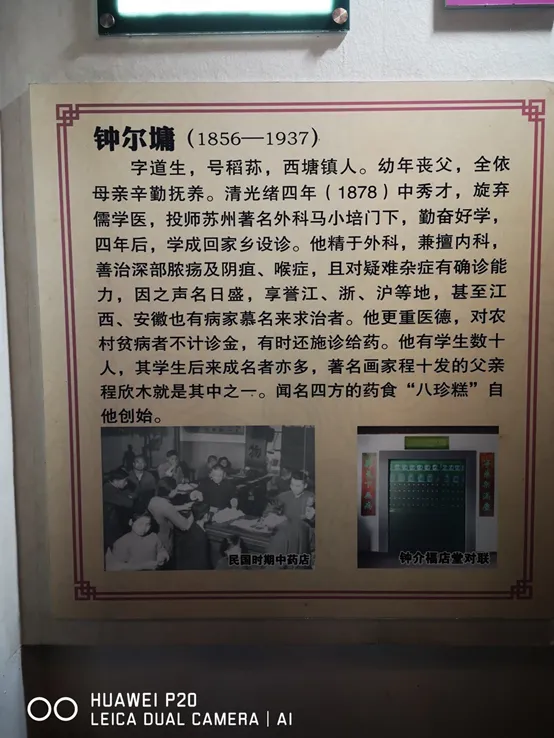 钟尔墉（1856—1937）
字道生，号稻荪，西塘镇人。幼年丧父，全依
母亲辛勤抚养。清光绪四年（1878）中秀才，旋弃
儒学医，投师苏州著名外科马小培门下，勤奋好学，
四年后，学成回家乡设诊。他精于外科，兼擅内科，
善治深部脓疡及阴疽、喉症，且对疑难杂症有确诊能
力，因之声名日盛，享誉江、浙、沪等地，甚至江
西、安徽也有病家慕名来求治者。他更重医德，对农
村贫病者不计诊金，有时还施诊给药。他有学生数十
人，其学生后来成名者亦多，著名画家程十发的父亲
程欣木就是其中之一。闻名四方的药食“八珍糕”自
他创始。
民国时期中药店
钟介福店堂对联
HUAWEI P20
LEICA DUAL CAMERA | AI